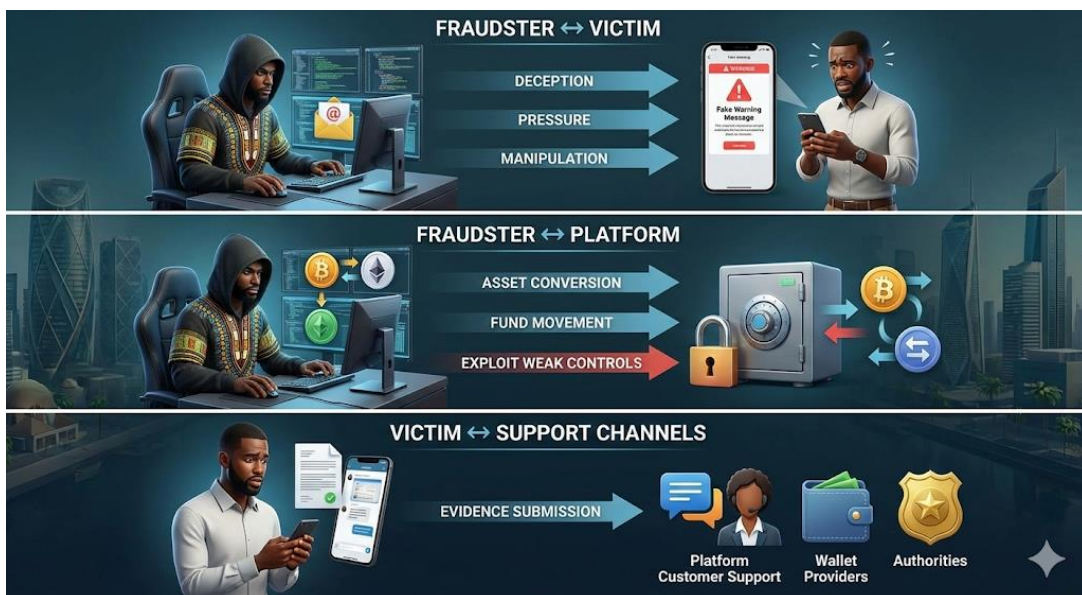 FRAUDSTER ↔ VICTIM
DECEPTION
PRESSURE
MANIPULATION
Fake Warning
Message
FRAUDSTER ↔ PLATFORM
ASSET CONVERSION
FUND MOVEMENT
EXPLOIT WEAK CONTROLS
VICTIM ↔ SUPPORT CHANNELS
EVIDENCE SUBMISSION
Platform
Customer Support
Wallet
Providers
Authorities